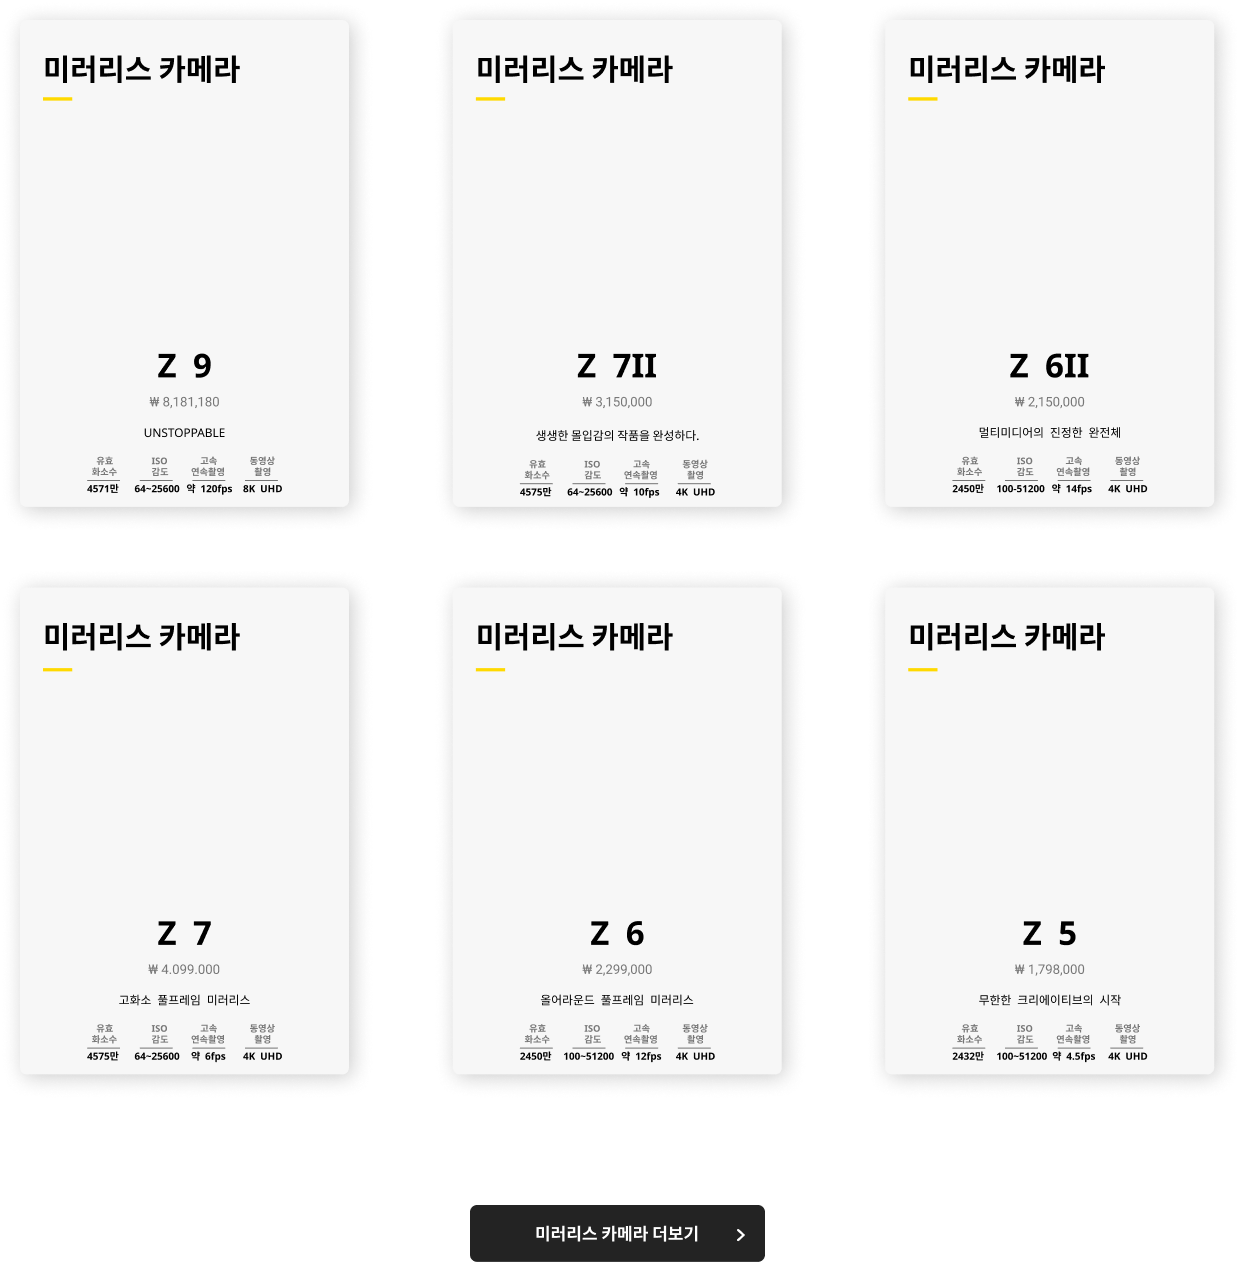 미러리스 카메라
Z 9
₩ 8,181,180
UNSTOPPABLE
유효 화소수
4571만
ISO 감도
64~25600
고속 연속촬영
약 120fps
동영상 촬영
8K UHD
미러리스 카메라
Z 7II
₩ 3,150,000
생생한 몰입감의 작품을 완성하다.
유효 화소수
4575만
ISO 감도
64~25600
고속 연속촬영
약 10fps
동영상 촬영
4K UHD
미러리스 카메라
Z 6II
₩ 2,150,000
멀티미디어의 진정한 완전체
유효 화소수
2450만
ISO 감도
100-51200
고속 연속촬영
약 14fps
동영상 촬영
4K UHD
미러리스 카메라
Z 7
₩ 4.099.000
고화소 풀프레임 미러리스
유효 화소수
4575만
ISO 감도
64~25600
고속 연속촬영
약 6fps
동영상 촬영
4K UHD
미러리스 카메라
Z 6
₩ 2,299,000
올어라운드 풀프레임 미러리스
유효 화소수
2450만
ISO 감도
100~51200
고속 연속촬영
약 12fps
동영상 촬영
4K UHD
미러리스 카메라
Z 5
₩ 1,798,000
무한한 크리에이티브의 시작
유효 화소수
2432만
ISO 감도
100~51200
고속 연속촬영
약 4.5fps
동영상 촬영
4K UHD
미러리스 카메라 더보기